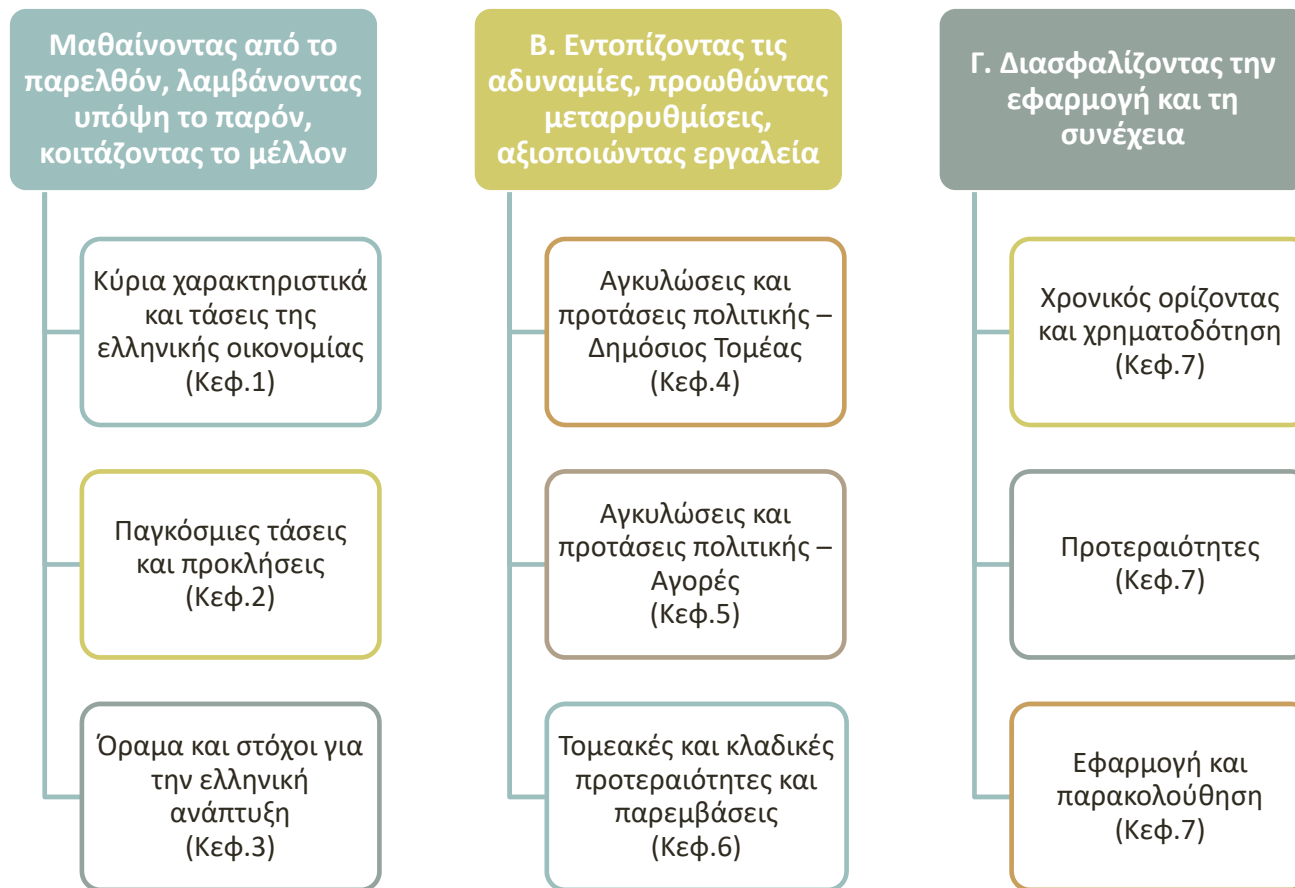 Μαθαίνοντας από το
παρελθόν, λαμβάνοντας
υπόψη το παρόν,
κοιτάζοντας το μέλλον
Κύρια χαρακτηριστικά
και τάσεις της
ελληνικής οικονομίας
(Κεφ.1)
Παγκόσμιες τάσεις
και προκλήσεις
(Κεφ.2)
Όραμα και στόχοι για
την ελληνική
ανάπτυξη
(Κεφ.3)
Β. Εντοπίζοντας τις
αδυναμίες, προωθώντας
μεταρρυθμίσεις,
αξιοποιώντας εργαλεία
Αγκυλώσεις και
προτάσεις πολιτικής –
Δημόσιος Τομέας
(Κεφ.4)
Αγκυλώσεις και
προτάσεις πολιτικής –
Αγορές
(Κεφ.5)
Τομεακές και κλαδικές
προτεραιότητες και
παρεμβάσεις
(Κεφ.6)
Γ. Διασφαλίζοντας την
εφαρμογή και τη
συνέχεια
Χρονικός ορίζοντας
και χρηματοδότηση
(Κεφ.7)
Προτεραιότητες
(Κεφ.7)
Εφαρμογή και
παρακολούθηση
(Κεφ.7)